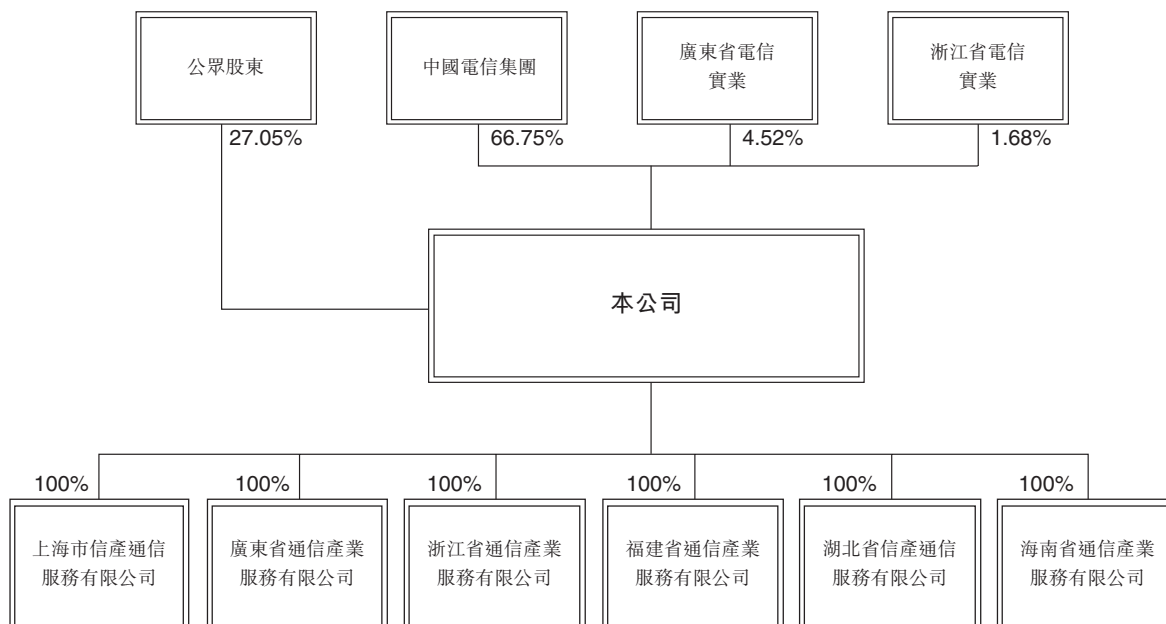 公眾股東
中國電信集團
廣東省電信
實業
浙江省電信
實業
27.05%
66.75%
4.52%
1.68%
本公司
100%
100%
100%
100%
100%
100%
上海市信產通信
服務有限公司
廣東省通信產業
服務有限公司
浙江省通信產業
服務有限公司
福建省通信產業
服務有限公司
湖北省信產通信
服務有限公司
海南省通信產業
服務有限公司